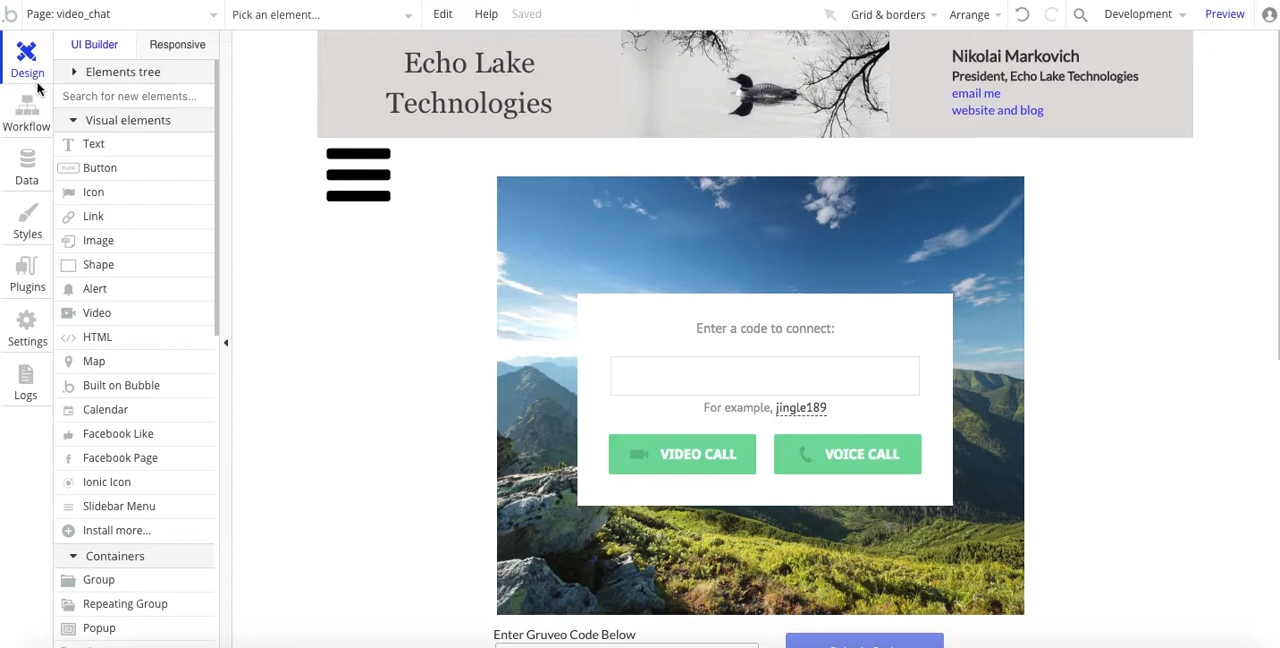 Page: video_chat
Pick an element...
Edit
Help
Saved
Grid & borders
Arrange
Development
Preview
Design
Workflow
Data
Styles
Plugins
Settings
Logs
UI Builder
Responsive
Elements tree
Search for new elements...
Visual elements
Text
Button
Icon
Link
Image
Shape
Alert
Video
HTML
Map
Built on Bubble
Calendar
Facebook Like
Facebook Page
Ionic Icon
Slidebar Menu
Install more...
Containers
Group
Repeating Group
Popup
Echo Lake
Technologies
Nikolai Markovich
President, Echo Lake Technologies
email me
website and blog
Enter a code to connect:
For example, jingle189
VIDEO CALL
VOICE CALL
Enter Gruveo Code Below